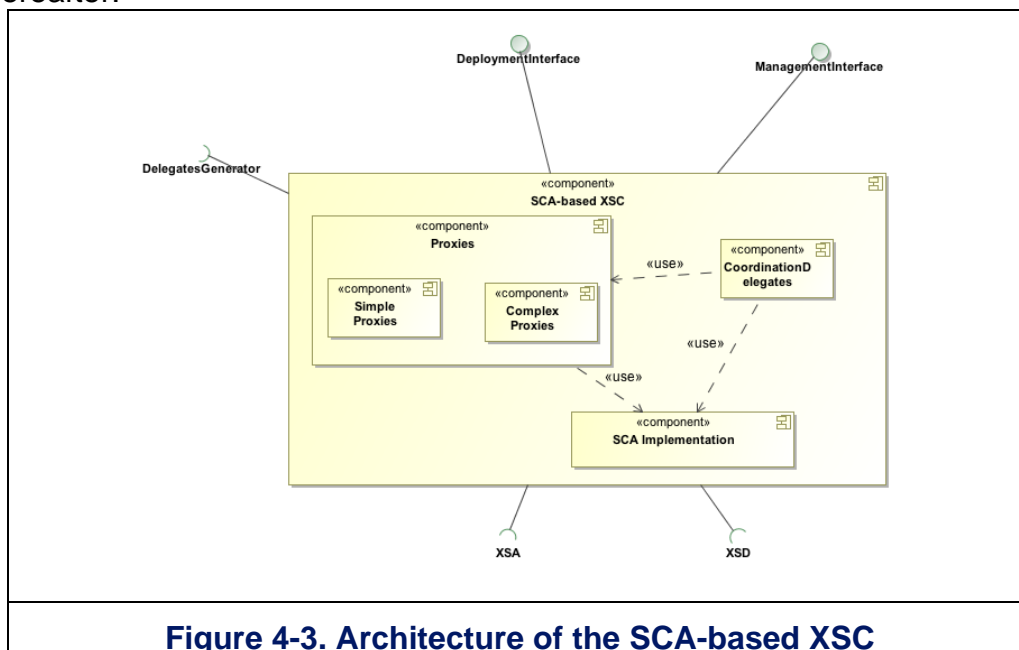 DeploymentInterface
ManagementInterface
DelegatesGenerator
«component»
SCA-based XSC
«component»
Proxies
«component»
Simple
Proxies
«component»
Complex
Proxies
«use»
«component»
CoordinationD
elegates
«use»
«use»
«component»
SCA Implementation
XSA
XSD
Figure 4-3. Architecture of the SCA-based XSC